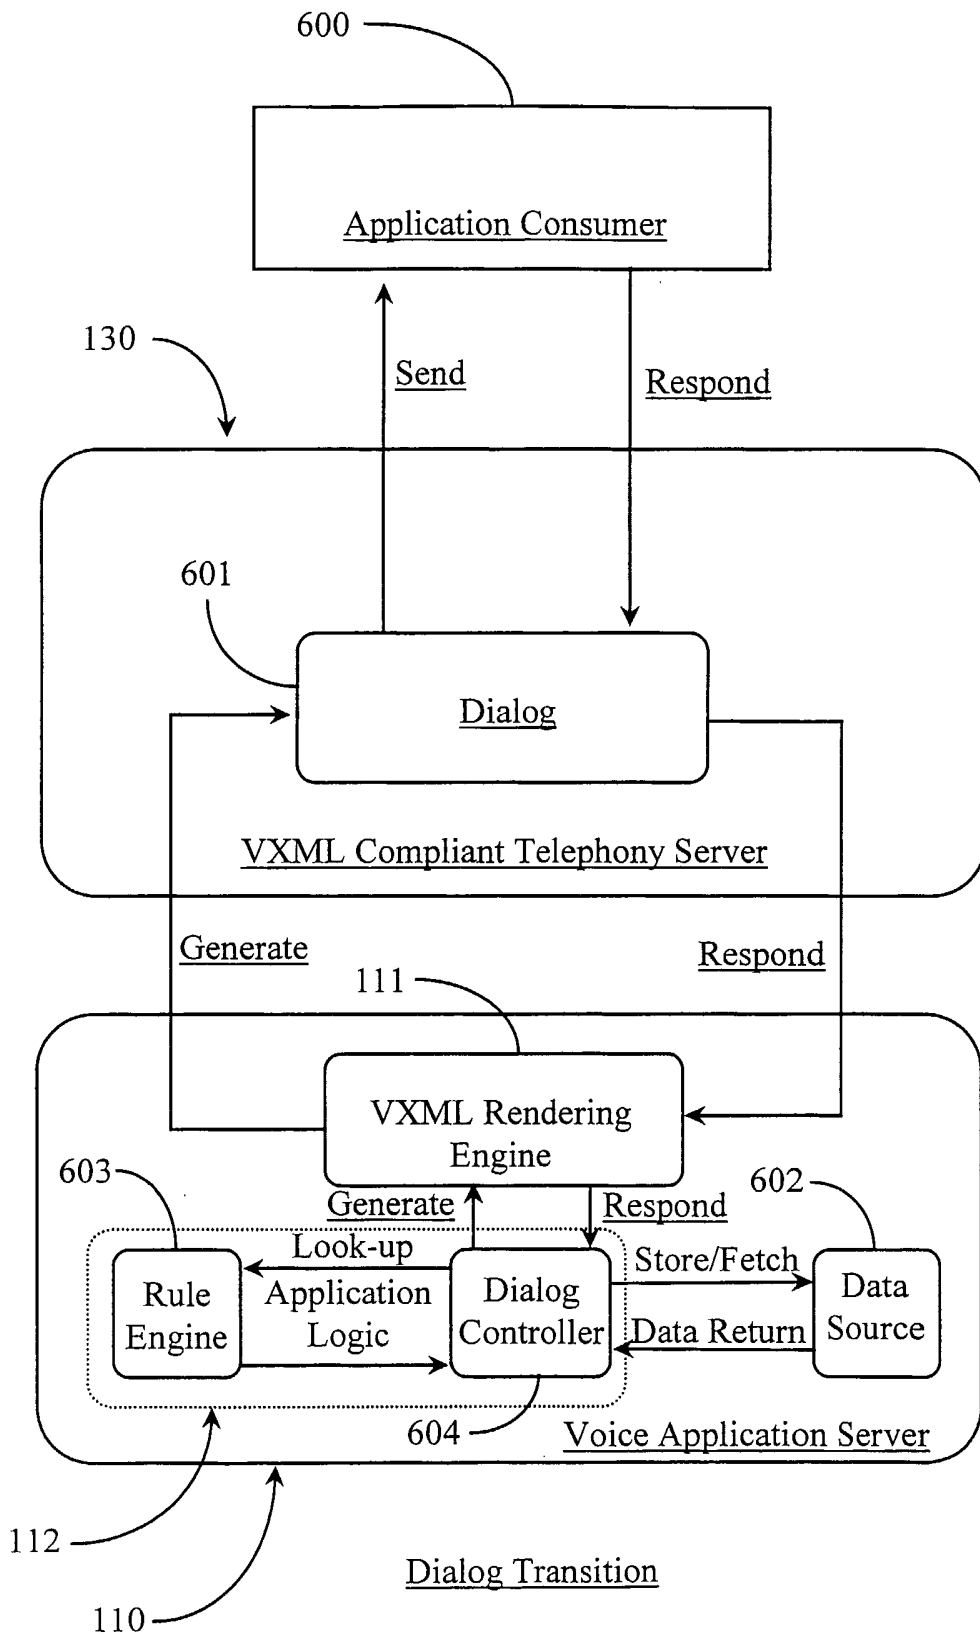 600
Application Consumer
130
Send
Respond
601
Dialog
VXML Compliant Telephony Server
Generate
Respond
111
VXML Rendering
Engine
603
602
Generate
Respond
Look-up
Store/Fetch
Rule
Engine
Application
Logic
Dialog
Controller
Data Return
Data
Source
604
Voice Application Server
112
Dialog Transition
110